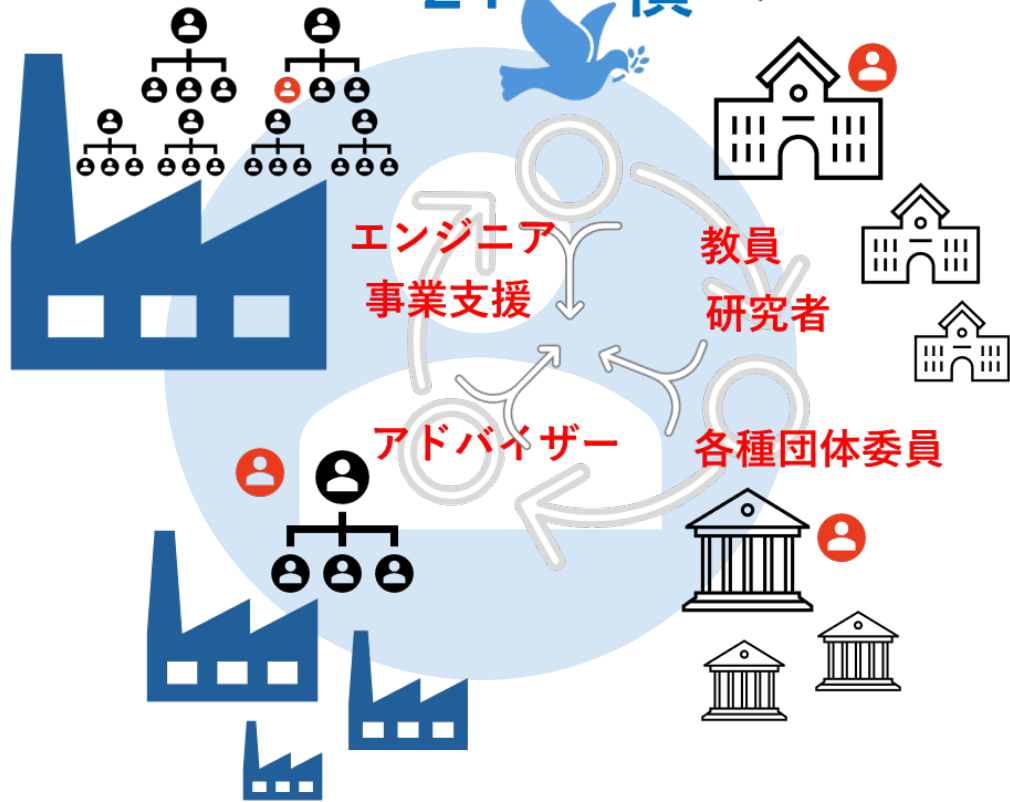 エンジニア
事業支援
教員
研究者
アドバイザー
各種団体委員